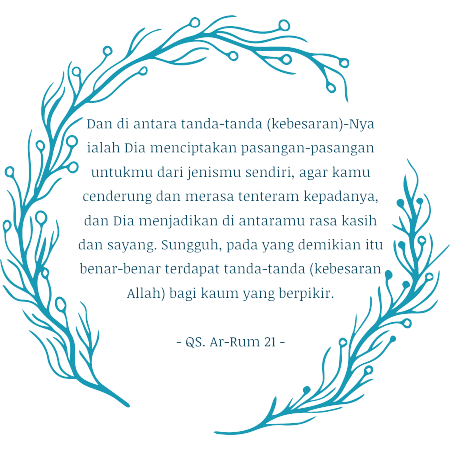 Dan di antara tanda-tanda (kebesaran)-Nya
ialah Dia menciptakan pasangan-pasangan
untukmu dari jenismu sendiri, agar kamu
cenderung dan merasa tenteram kepadanya,
dan Dia menjadikan di antaramu rasa kasih
dan sayang. Sungguh, pada yang demikian itu
benar-benar terdapat tanda-tanda (kebesaran
Allah) bagi kaum yang berpikir.
- QS. Ar-Rum 21 -